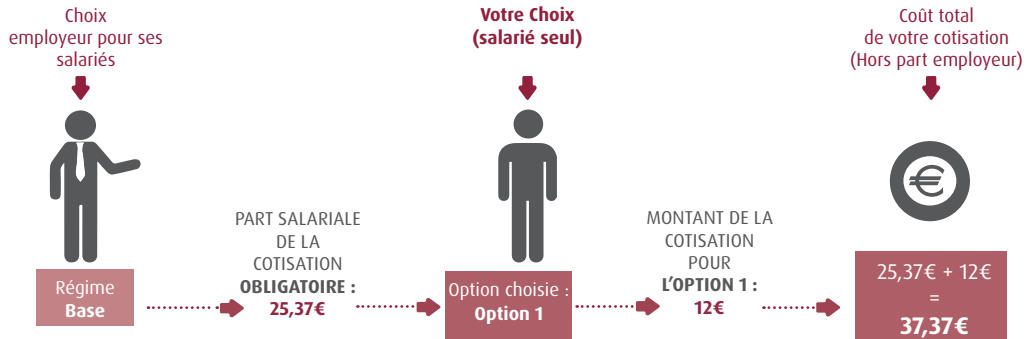 Choix
employeur pour ses
salariés
Votre Choix
(salarié seul)
Coût total
de votre cotisation
(Hors part employeur)
Régime
Base
PART SALARIALE
DE LA
COTISATION
OBLIGATOIRE :
25,37€
Option choisie :
Option 1
MONTANT DE LA
COTISATION
POUR
L'OPTION 1 :
12€
€
25,37€ + 12€
=
37,37€